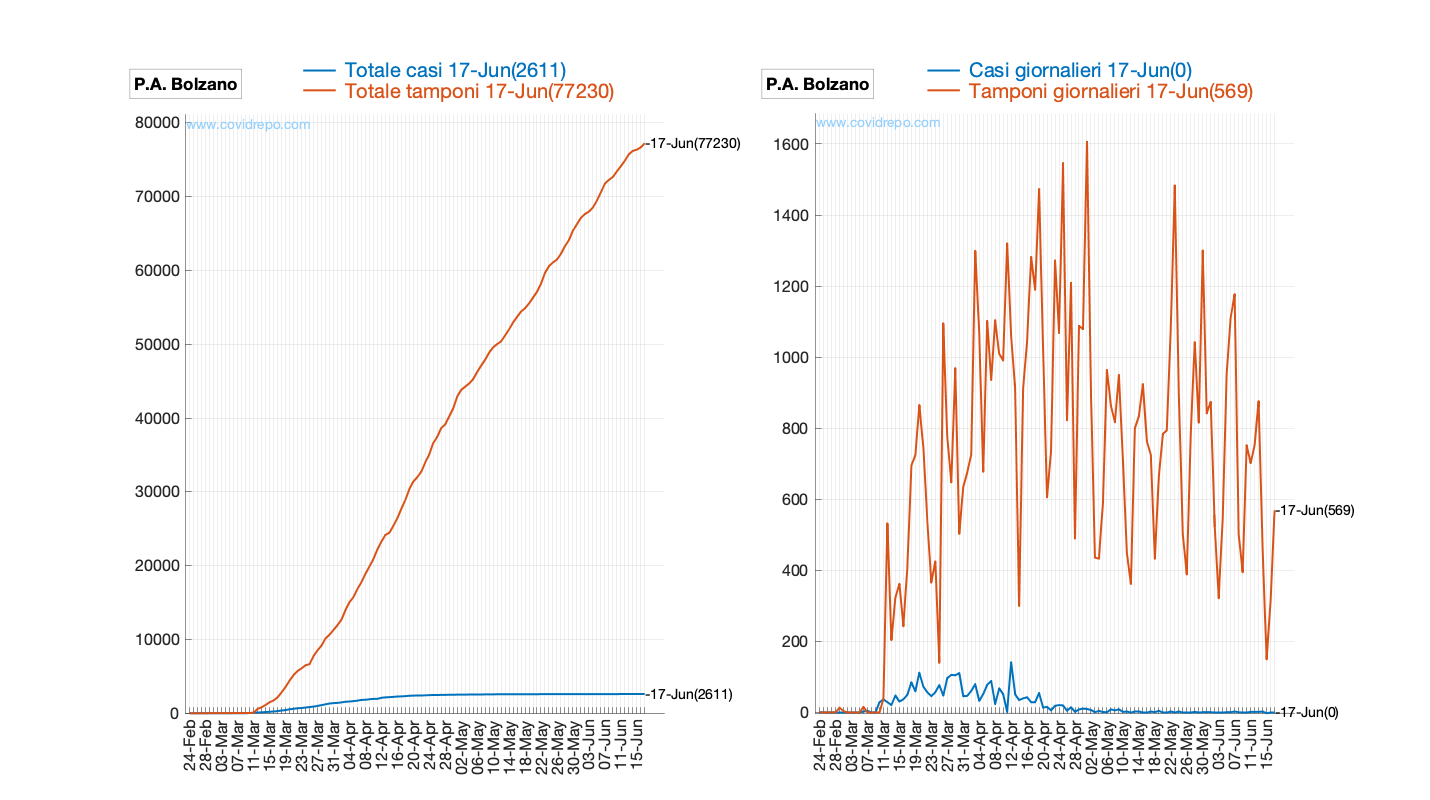 P.A. Bolzano
Totale casi 17-Jun(2611)
Totale tamponi 17-Jun(77230)
www.covidrepo.com
80000
70000
60000
50000
40000
30000
20000
10000
0
-17-Jun(77230)
-17-Jun(2611)
24-Feb
28-Feb
03-Mar
07-Mar
11-Mar
15-Mar
19-Mar
23-Mar
27-Mar
31-Mar
04-Apr
08-Apr
12-Apr
16-Apr
20-Apr
24-Apr
28-Apr
02-May
06-May
10-May
14-May
18-May
22-May
26-May
30-May
03-Jun
07-Jun
11-Jun
15-Jun
P.A. Bolzano
Casi giornalieri 17-Jun(0)
Tamponi giornalieri 17-Jun(569)
www.covidrepo.com
1600
1400
1200
1000
800
600
400
200
0
-17-Jun(569)
-17-Jun(0)
24-Feb
28-Feb
03-Mar
07-Mar
11-Mar
15-Mar
19-Mar
23-Mar
27-Mar
31-Mar
04-Apr
08-Apr
12-Apr
16-Apr
20-Apr
24-Apr
28-Apr
02-May
06-May
10-May
14-May
18-May
22-May
26-May
30-May
03-Jun
07-Jun
11-Jun
15-Jun